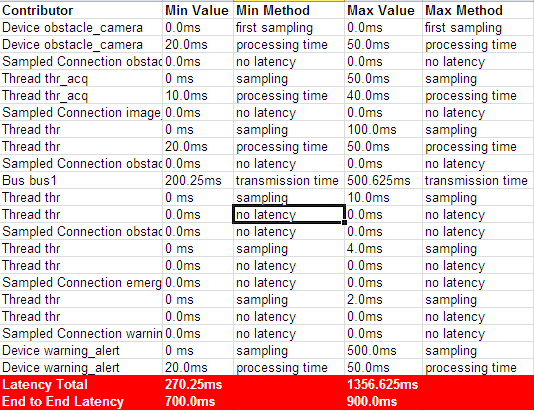 Contributor Min Value Min Method Max Value Max Method
Device obstacle_camera 0.0ms first sampling 0.0ms first sampling
Device obstacle_camera 20.0ms processing time 50.0ms processing time
Sampled Connection obstac 0.0ms no latency 0.0ms no latency
Thread thr_acq 0 ms sampling 50.0ms sampling
Thread thr_acq 10.0ms processing time 40.0ms processing time
Sampled Connection image_ 0.0ms no latency 0.0ms no latency
Thread thr 0 ms sampling 100.0ms sampling
Thread thr 20.0ms processing time 50.0ms processing time
Sampled Connection obstac 0.0ms no latency 0.0ms no latency
Bus bus1 200.25ms transmission time 500.625ms transmission time
Thread thr 0 ms sampling 10.0ms sampling
Thread thr 0.0ms no latency 0.0ms no latency
Sampled Connection obstac 0.0ms no latency 0.0ms no latency
Thread thr 0 ms sampling 4.0ms sampling
Thread thr 0.0ms no latency 0.0ms no latency
Sampled Connection emerg 0.0ms no latency 0.0ms no latency
Thread thr 0 ms sampling 2.0ms sampling
Thread thr 0.0ms no latency 0.0ms no latency
Sampled Connection warnin 0.0ms no latency 0.0ms no latency
Device warning_alert 0 ms sampling 500.0ms sampling
Device warning_alert 20.0ms processing time 50.0ms processing time
Latency Total 270.25ms 1356.625ms
End to End Latency 700.0ms 900.0ms